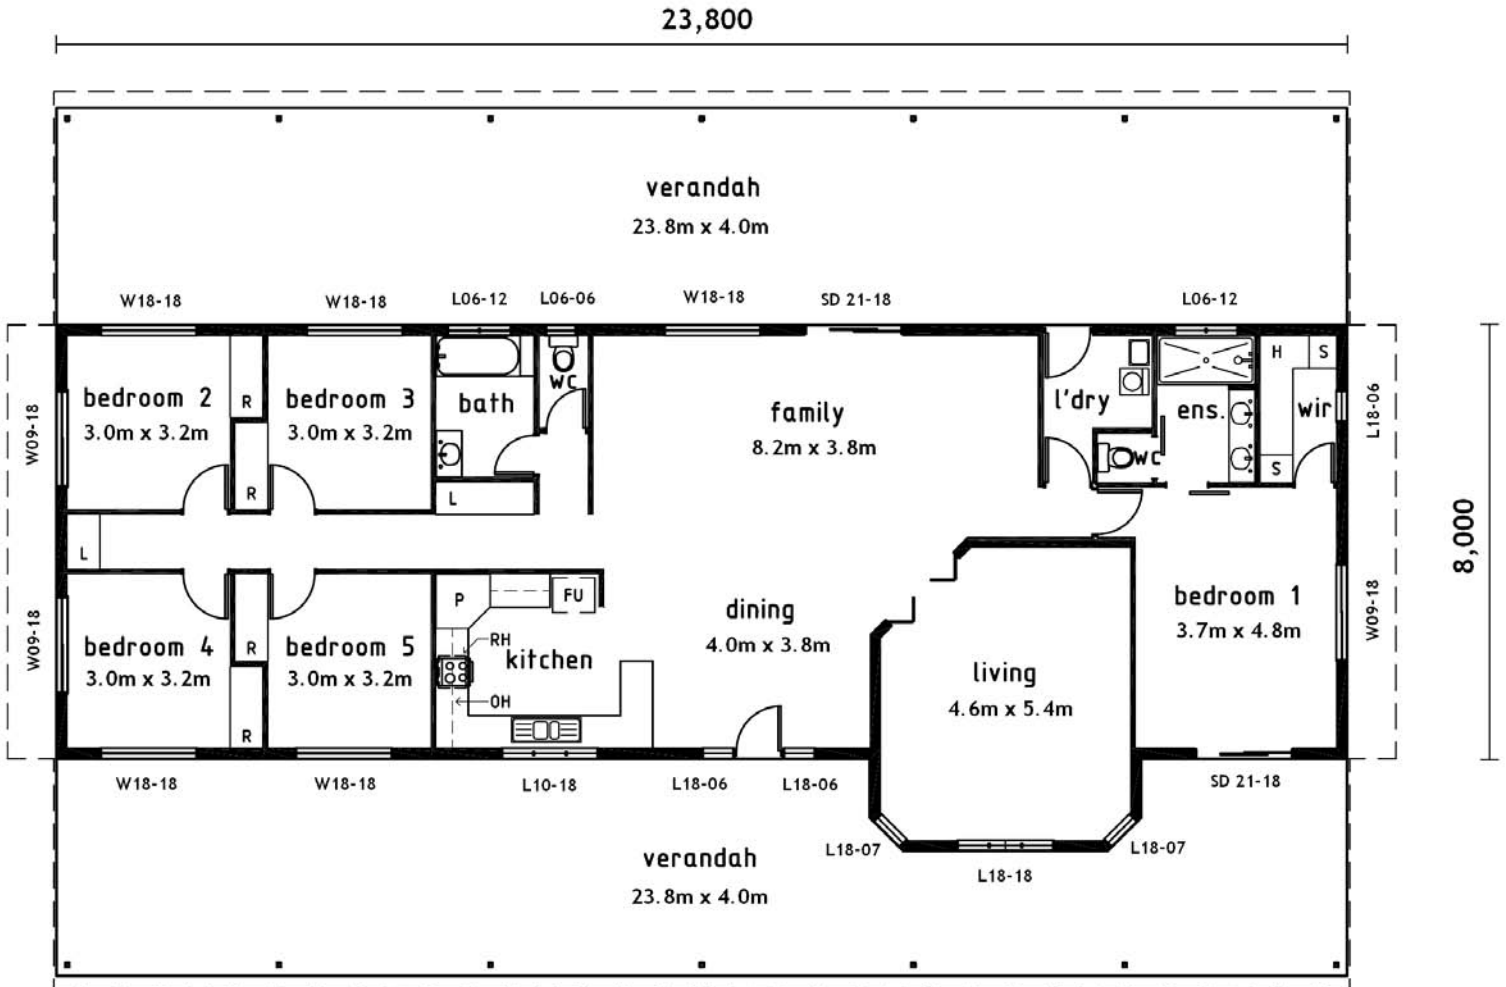 23,800
verandah
23.8m x 4.0m
W18-18
W18-18
L06-12
L06-06
W18-18
SD 21-18
L06-12
W09-18
bedroom 2
3.0m x 3.2m
R
R
bedroom 3
3.0m x 3.2m
bath
WC
L
family
8.2m x 3.8m
l'dry
WC
ens.
H
S
wir
S
L18-06
8,000
L
W09-18
bedroom 4
3.0m x 3.2m
R
R
bedroom 5
3.0m x 3.2m
P
FU
RH
kitchen
OH
dining
4.0m x 3.8m
living
4.6m x 5.4m
bedroom 1
3.7m x 4.8m
W09-18
W18-18
W18-18
L10-18
L18-06
L18-06
SD 21-18
L18-07
L18-18
L18-07
verandah
23.8m x 4.0m